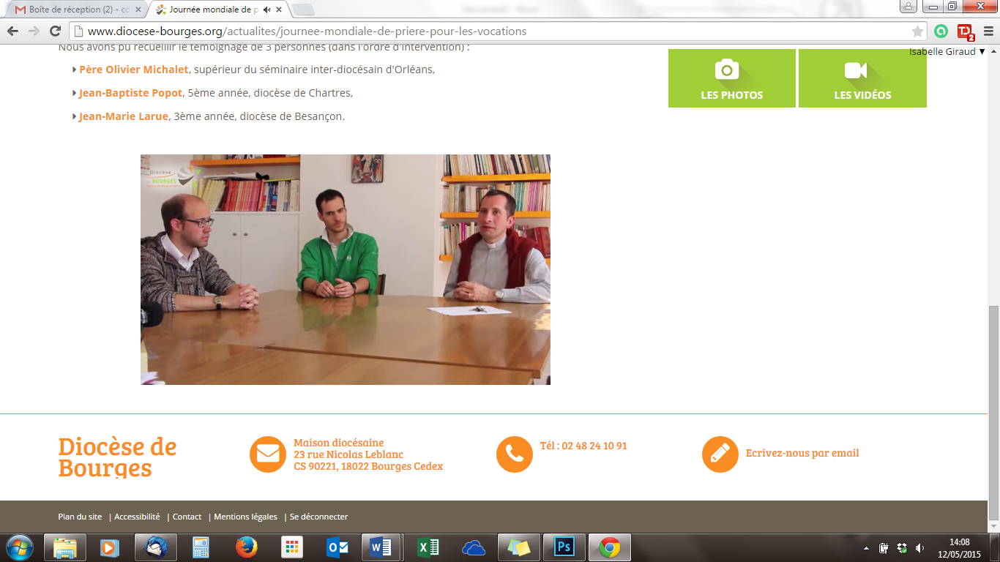 Boîte de réception (2) - co
Journée mondiale de p
www.diocese-bourges.org/actualites/journee-mondiale-de-priere-pour-les-vocations
2
Isabelle Giraud ▼
Nous avons pu recueillir le témoignage de 3 personnes (dans l'ordre d'intervention) :
Père Olivier Michalet, supérieur du séminaire inter-diocésain d'Orléans,
Jean-Baptiste Popot, 5ème année, diocèse de Chartres,
Jean-Marie Larue, 3ème année, diocèse de Besançon.
LES PHOTOS
LES VIDÉOS
Diocèse
BOURGES
Diocèse de
Bourges
Maison diocésaine
23 rue Nicolas Leblanc
CS 90221, 18022 Bourges Cedex
Tél : 02 48 24 10 91
Ecrivez-nous par email
Plan du site | Accessibilité | Contact | Mentions légales | Se déconnecter
Ps
14:08
12/05/2015